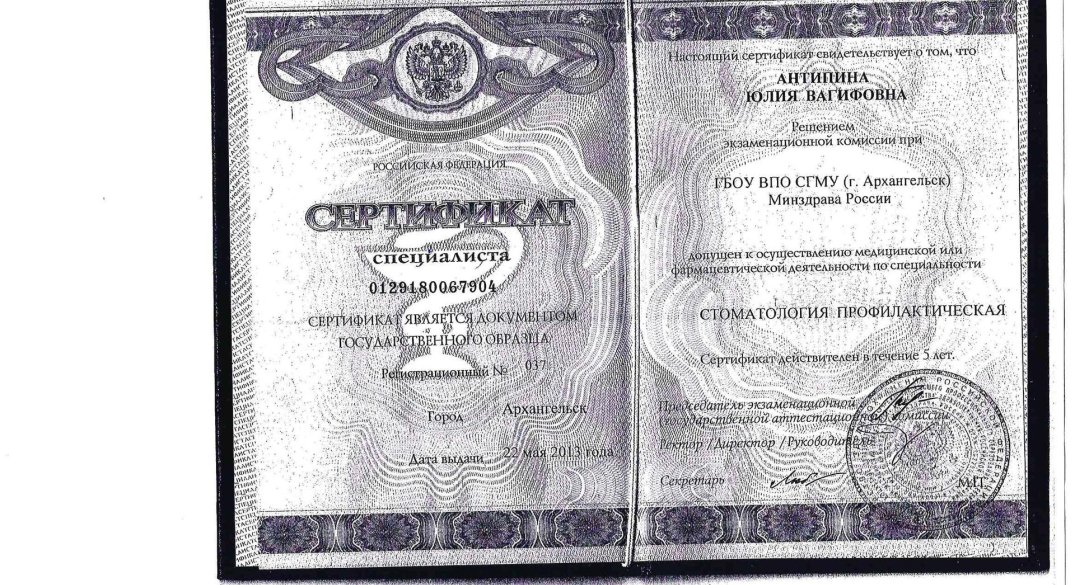 РОССИЙСКАЯ ФЕДЕРАЦИЯ
СЕРТИФИКАТ
специалиста
0129180067904
СЕРТИФИКАТ ЯВЛЯЕТСЯ ДОКУМЕНТОМ
ГОСУДАРСТВЕННОГО ОБРАЗЦА
Регистрационный № 037
Город Архангельск
Дата выдачи 22 мая 2013 года
Настоящий сертификат свидетельствует о том, что
АНТИПИНА
ЮЛИЯ ВАГИФОВНА
Решением
экзаменационной комиссии при
ГБОУ ВПО СГМУ (г. Архангельск)
Минздрава России
допущен к осуществлению медицинской или
фармацевтической деятельности по специальности
СТОМАТОЛОГИЯ ПРОФИЛАКТИЧЕСКАЯ
Сертификат действителен в течение 5 лет.
Председатель экзаменационной
государственной аттестационной комиссии
Ректор / Директор / Руководитель
Секретарь
М.П.